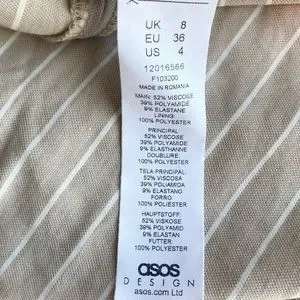 UK 8
EU 36
US 4
12016566
F103200
MADE IN ROMANIA
MAIN: 52% VISCOSE
39% POLYAMIDE
9% ELASTANE
LINING:
100% POLYESTER
PRINCIPAL:
52% VISCOSE
39% POLYAMIDE
9% ELASTHANNE
DOUBLURE:
100% POLYESTER
TELA PRINCIPAL:
52% VISCOSA
39% POLIAMIDA
9% ELASTANO
FORRO:
100% POLIÉSTER
HAUPTSTOFF:
52% VISKOSE
39% POLYAMID
9% ELASTAN
FUTTER
100% POLYESTER
asos
DESIGN
asos.com Ltd